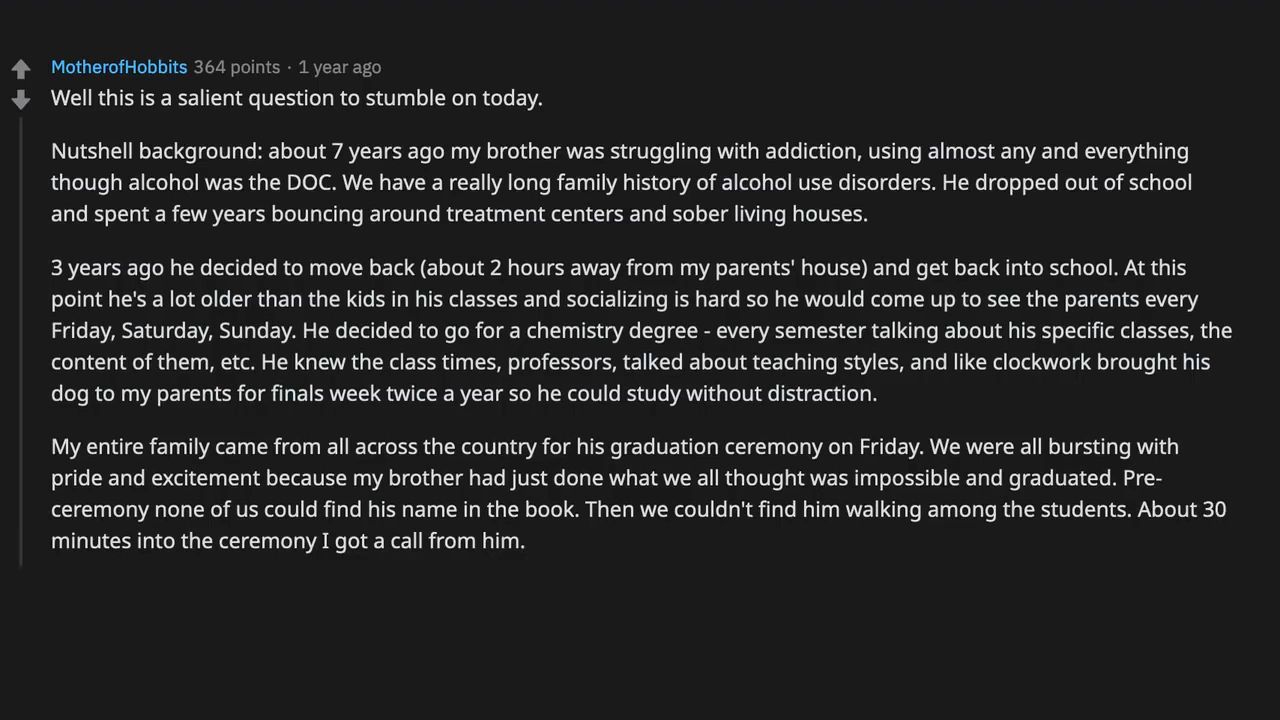 MotherofHobbits 364 points · 1 year ago
Well this is a salient question to stumble on today.
Nutshell background: about 7 years ago my brother was struggling with addiction, using almost any and everything
though alcohol was the DOC. We have a really long family history of alcohol use disorders. He dropped out of school
and spent a few years bouncing around treatment centers and sober living houses.
3 years ago he decided to move back (about 2 hours away from my parents' house) and get back into school. At this
point he's a lot older than the kids in his classes and socializing is hard so he would come up to see the parents every
Friday, Saturday, Sunday. He decided to go for a chemistry degree - every semester talking about his specific classes, the
content of them, etc. He knew the class times, professors, talked about teaching styles, and like clockwork brought his
dog to my parents for finals week twice a year so he could study without distraction.
My entire family came from all across the country for his graduation ceremony on Friday. We were all bursting with
pride and excitement because my brother had just done what we all thought was impossible and graduated. Pre-
ceremony none of us could find his name in the book. Then we couldn't find him walking among the students. About 30
minutes into the ceremony I got a call from him.